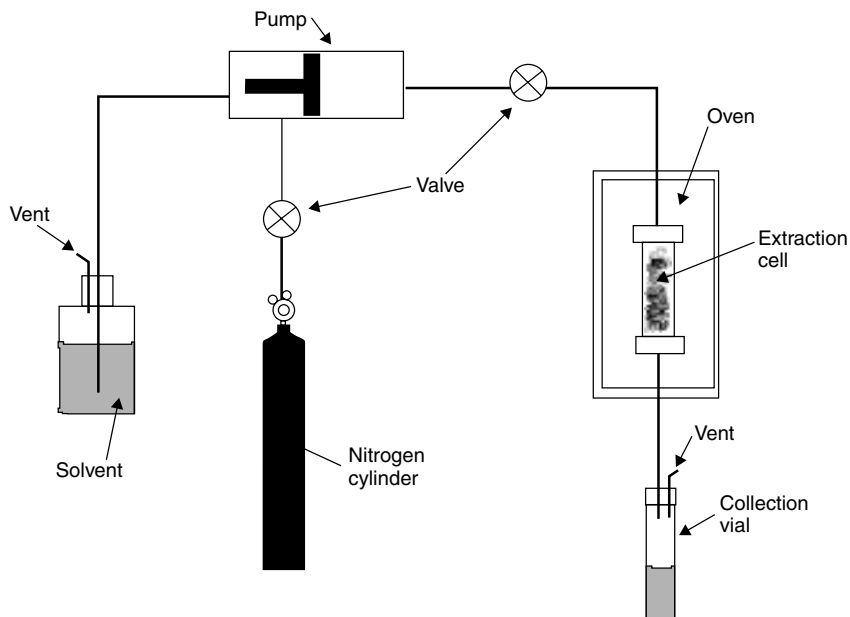 Pump
Oven
Valve
Vent
Extraction
cell
Solvent
Nitrogen
cylinder
Vent
Collection
vial